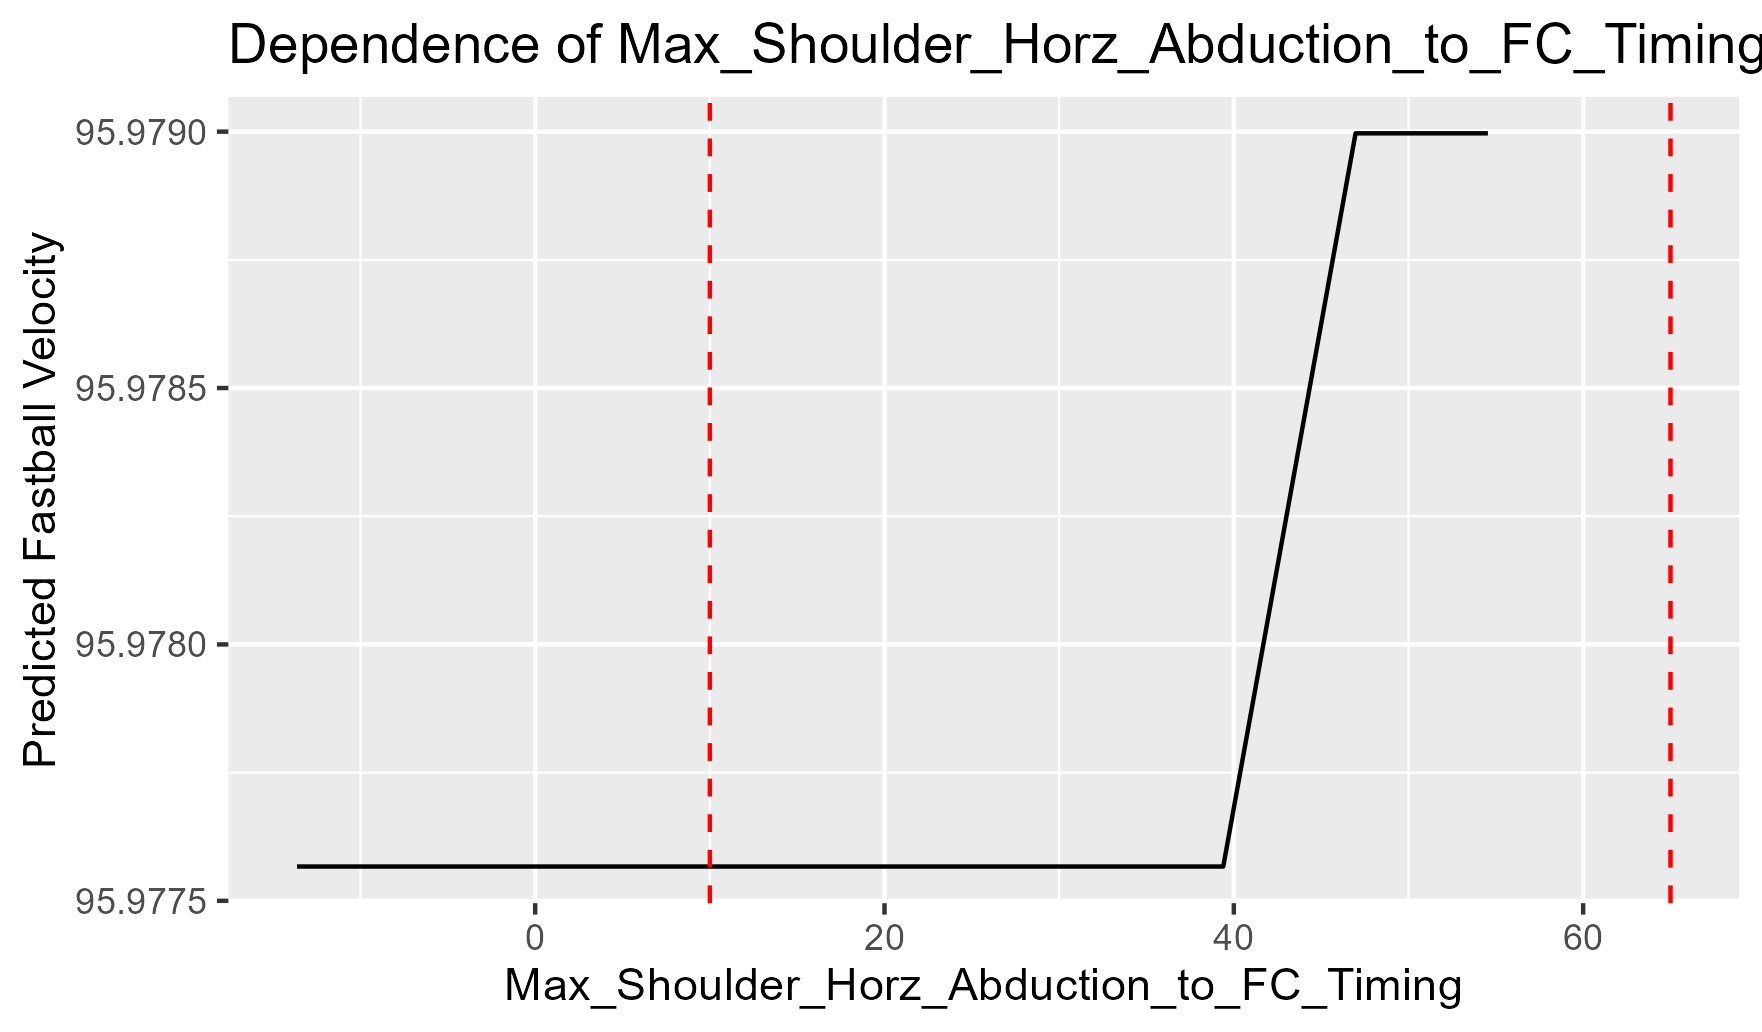 Dependence of Max_Shoulder_Horz_Abduction_to_FC_Timing
95.9790
95.9785
95.9780
95.9775
Predicted Fastball Velocity
0 20 40 60
Max_Shoulder_Horz_Abduction_to_FC_Timing